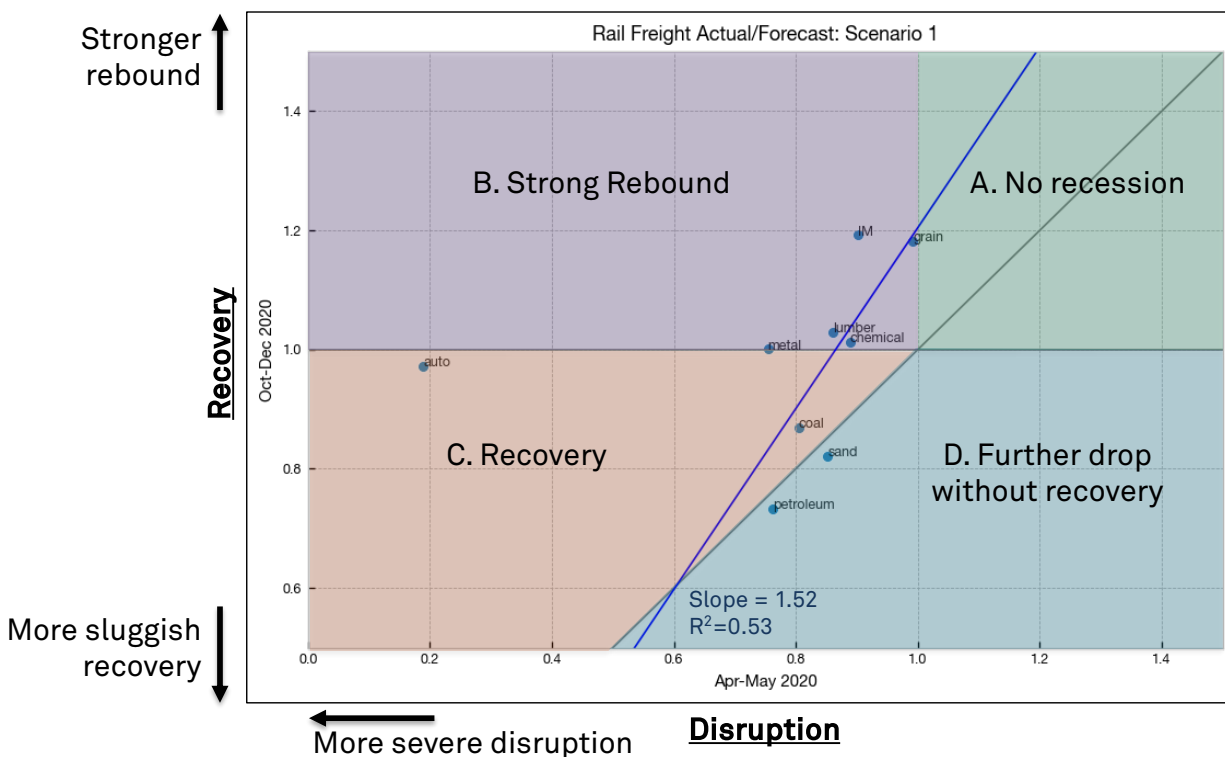 Stronger
rebound
Rail Freight Actual/Forecast: Scenario 1
1.4
B. Strong Rebound
A. No recession
1.2
IM
grain
Recovery
Oct-Dec 2020
lumber
chemical
1.0
metal
auto
coal
C. Recovery
sand
D. Further drop
without recovery
0.8
petroleum
0.6
Slope = 1.52
R²=0.53
More sluggish
recovery
0.0
0.2
0.4
0.6
0.8
1.0
1.2
1.4
Apr-May 2020
Disruption
More severe disruption